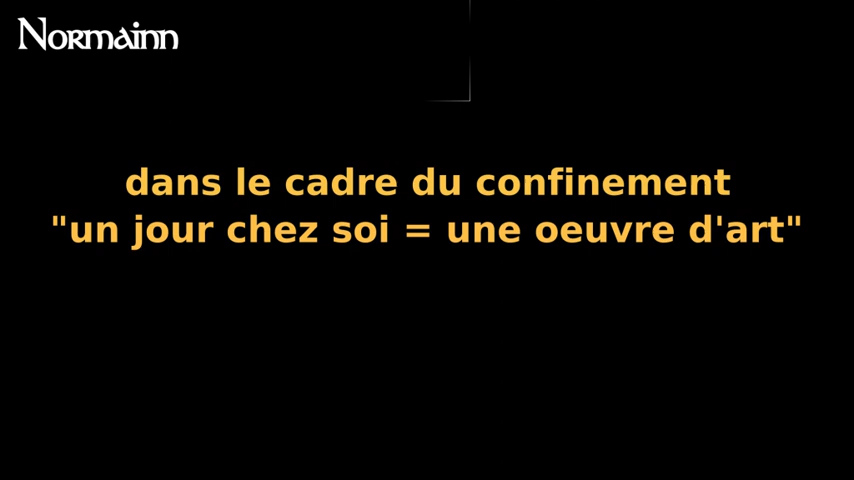 Normainn
dans le cadre du confinement
"un jour chez soi = une oeuvre d'art"